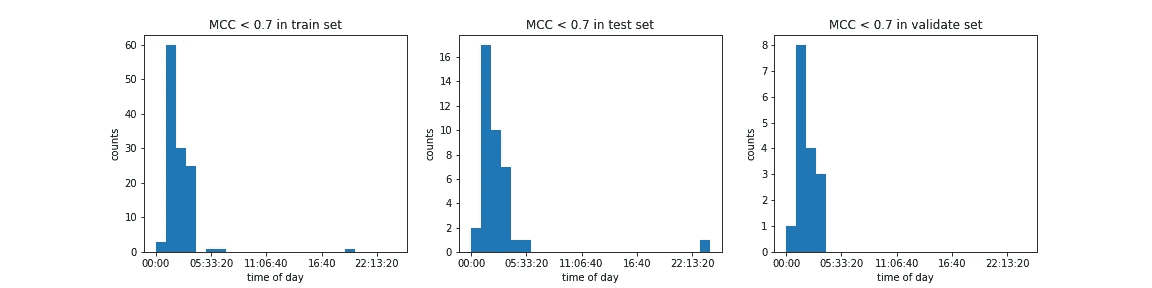 MCC < 0.7 in train set
counts
60
50
40
30
20
10
0
00:00 05:33:20 11:06:40 16:40 22:13:20
time of day
MCC < 0.7 in test set
counts
16
14
12
10
8
6
4
2
0
00:00 05:33:20 11:06:40 16:40 22:13:20
time of day
MCC < 0.7 in validate set
counts
8
7
6
5
4
3
2
1
0
00:00 05:33:20 11:06:40 16:40 22:13:20
time of day